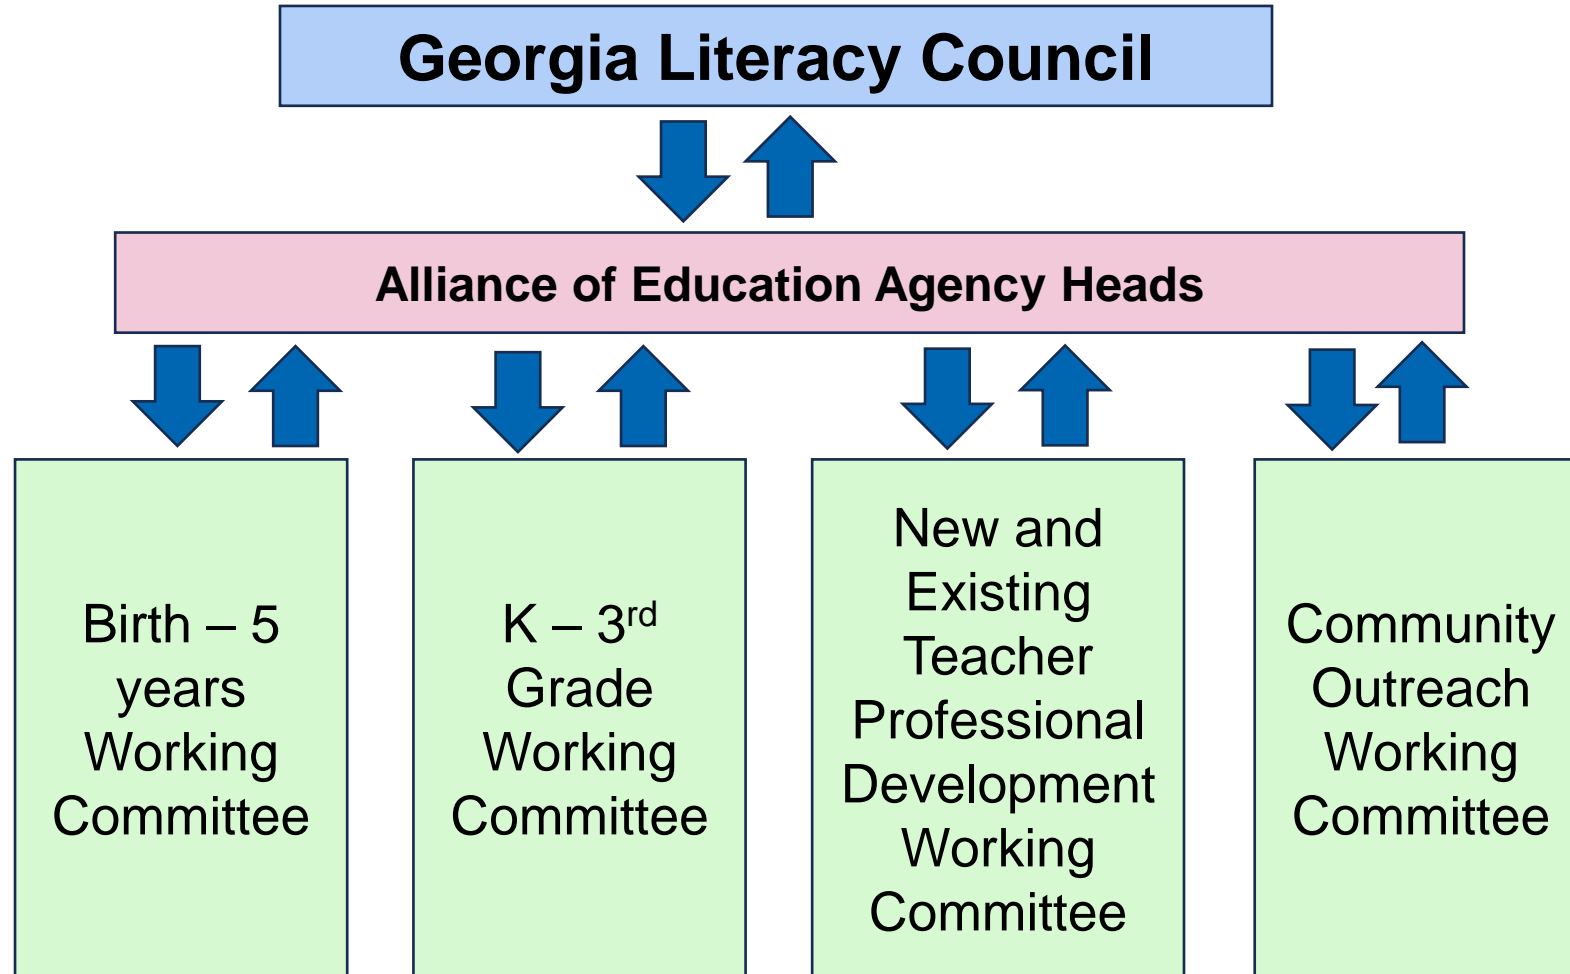 Georgia Literacy Council
Alliance of Education Agency Heads
Birth – 5
years
Working
Committee
K – 3rd
Grade
Working
Committee
New and
Existing
Teacher
Professional
Development
Working
Committee
Community
Outreach
Working
Committee